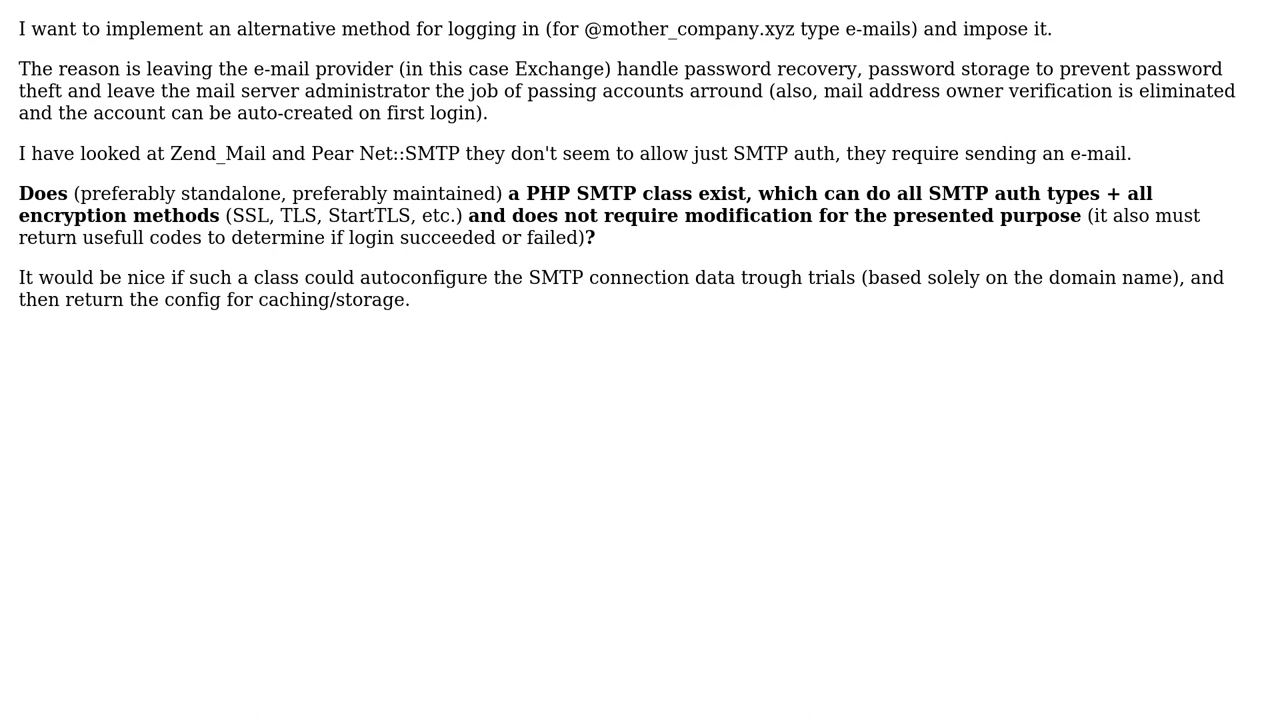 I want to implement an alternative method for logging in (for @mother_company.xyz type e-mails) and impose it.
The reason is leaving the e-mail provider (in this case Exchange) handle password recovery, password storage to prevent password
theft and leave the mail server administrator the job of passing accounts arround (also, mail address owner verification is eliminated
and the account can be auto-created on first login).
I have looked at Zend_Mail and Pear Net::SMTP they don't seem to allow just SMTP auth, they require sending an e-mail.
Does (preferably standalone, preferably maintained) a PHP SMTP class exist, which can do all SMTP auth types + all
encryption methods (SSL, TLS, StartTLS, etc.) and does not require modification for the presented purpose (it also must
return usefull codes to determine if login succeeded or failed)?
It would be nice if such a class could autoconfigure the SMTP connection data trough trials (based solely on the domain name), and
then return the config for caching/storage.